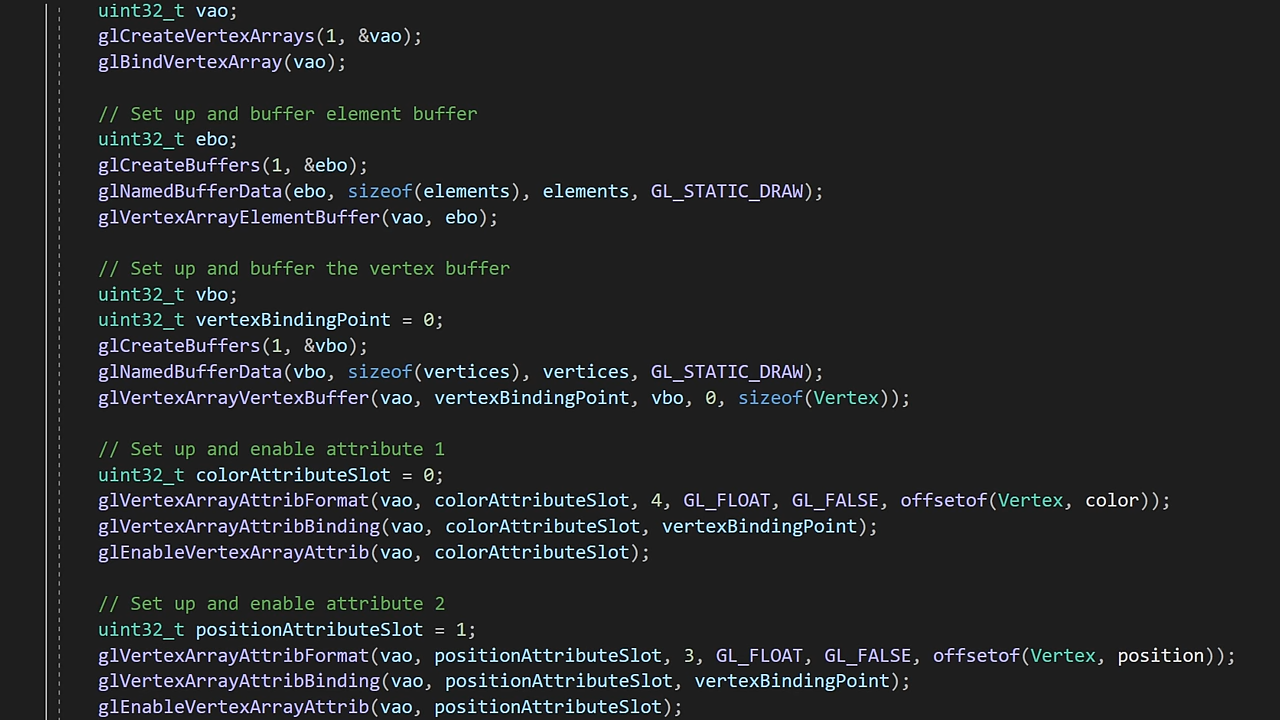 uint32_t vao;
glCreateVertexArrays(1, &vao);
glBindVertexArray(vao);
// Set up and buffer element buffer
uint32_t ebo;
glCreateBuffers(1, &ebo);
glNamedBufferData(ebo, sizeof(elements), elements, GL_STATIC_DRAW);
glVertexArrayElementBuffer(vao, ebo);
// Set up and buffer the vertex buffer
uint32_t vbo;
uint32_t vertexBindingPoint = 0;
glCreateBuffers(1, &vbo);
glNamedBufferData(vbo, sizeof(vertices), vertices, GL_STATIC_DRAW);
glVertexArrayVertexBuffer(vao, vertexBindingPoint, vbo, 0, sizeof(Vertex));
// Set up and enable attribute 1
uint32_t colorAttributeSlot = 0;
glVertexArrayAttribFormat(vao, colorAttributeSlot, 4, GL_FLOAT, GL_FALSE, offsetof(Vertex, color));
glVertexArrayAttribBinding(vao, colorAttributeSlot, vertexBindingPoint);
glEnableVertexArrayAttrib(vao, colorAttributeSlot);
// Set up and enable attribute 2
uint32_t positionAttributeSlot = 1;
glVertexArrayAttribFormat(vao, positionAttributeSlot, 3, GL_FLOAT, GL_FALSE, offsetof(Vertex, position));
glVertexArrayAttribBinding(vao, positionAttributeSlot, vertexBindingPoint);
glEnableVertexArrayAttrib(vao, positionAttributeSlot);